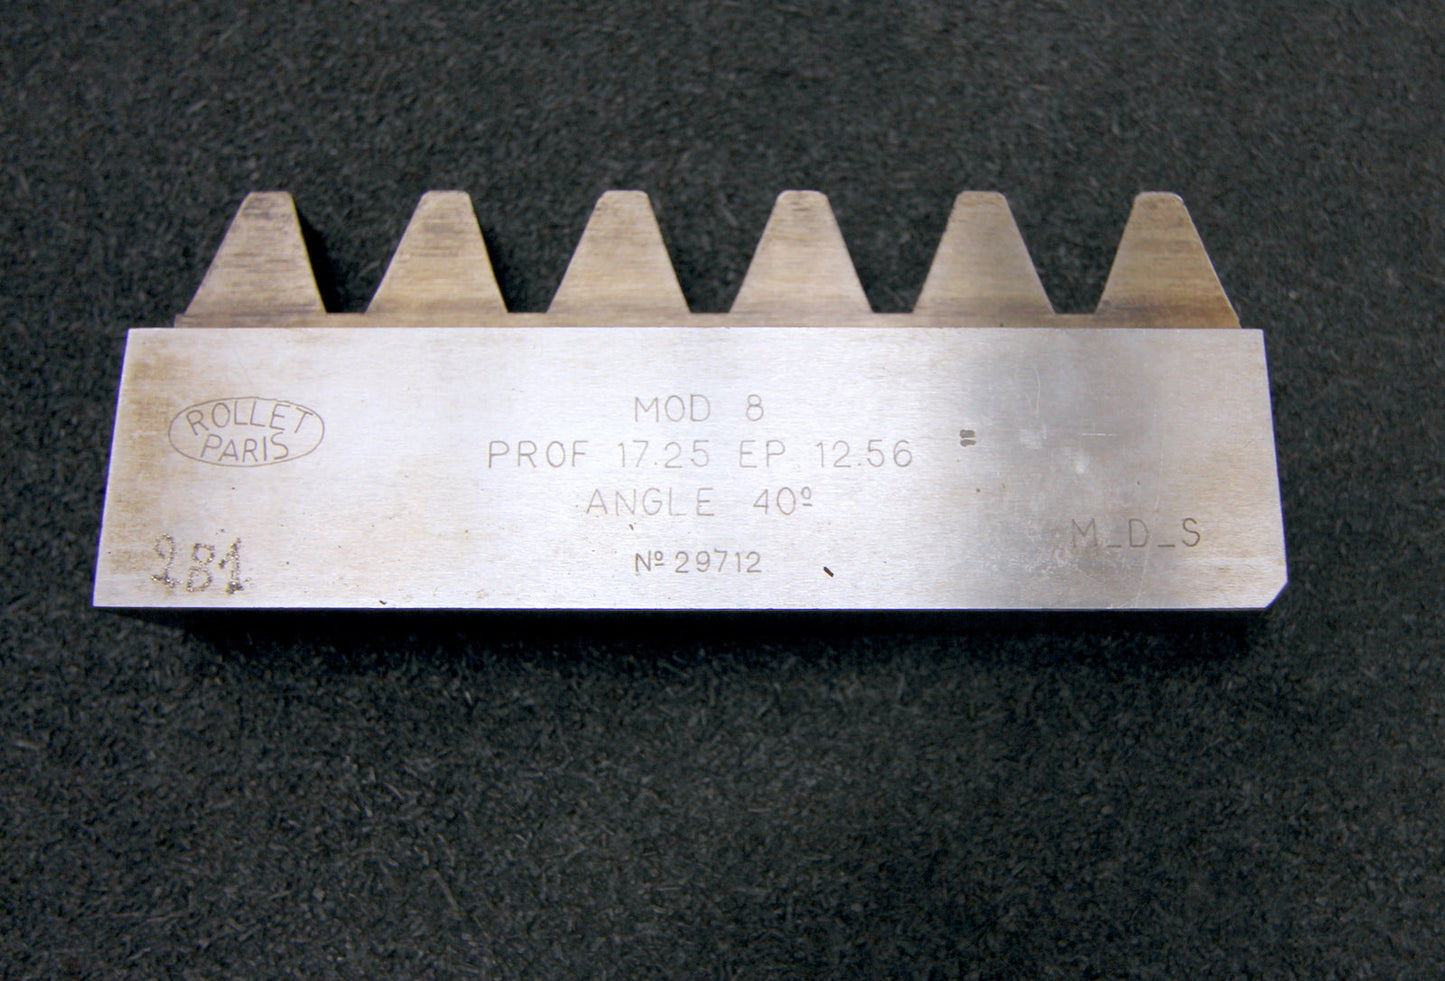 ROLLET
PARIS
MOD 8
PROF 17.25 EP 12.56
ANGLE 40º
Nº 29712
M_D_S
281